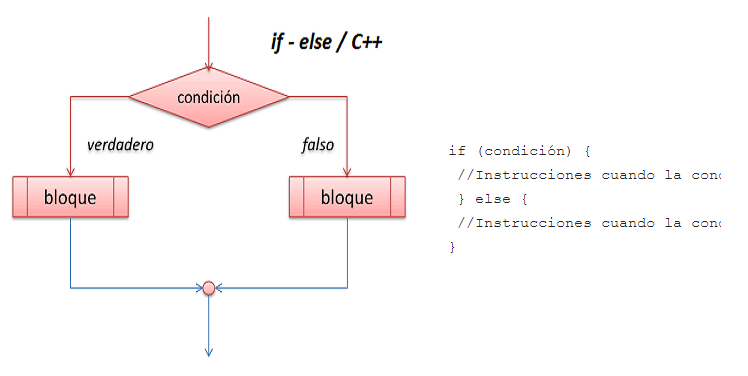 if - else / C++
condición
verdadero
falso
bloque
bloque
if (condición) {
//Instrucciones cuando la
} else {
//Instrucciones cuando la
}